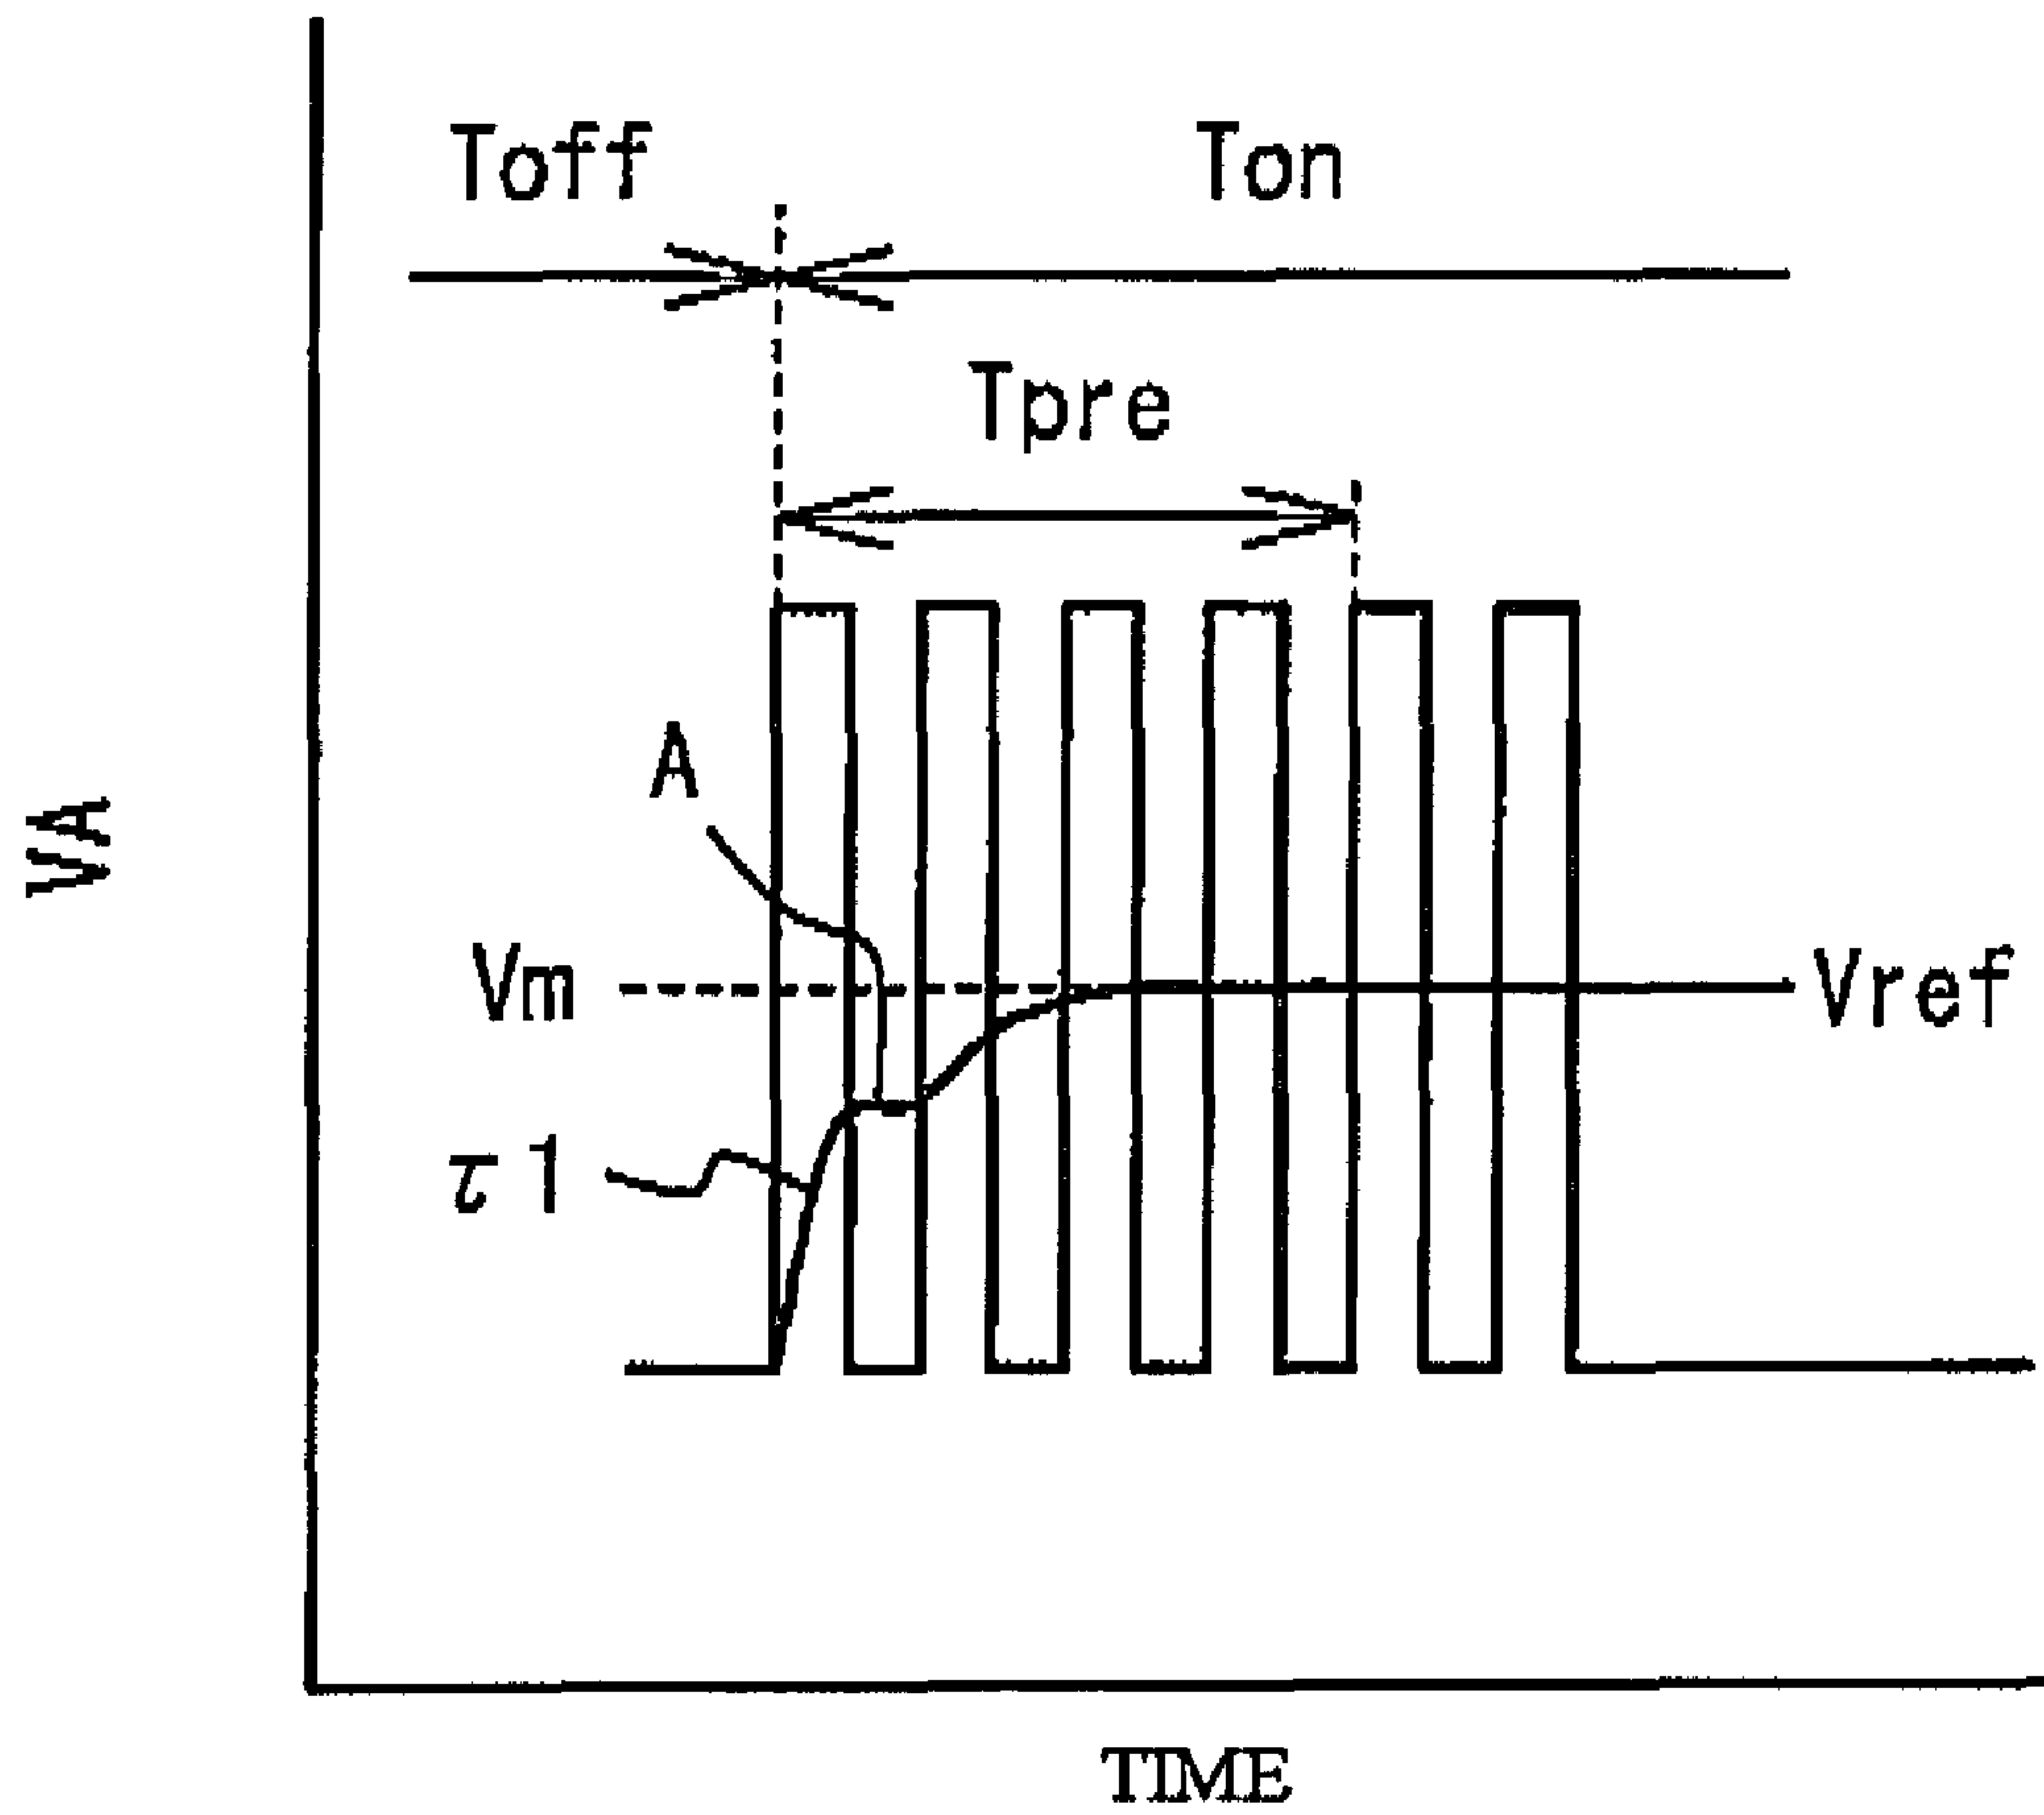 Toff
Ton
Tpre
A
VA
Vm
Vref
τ1
TIME